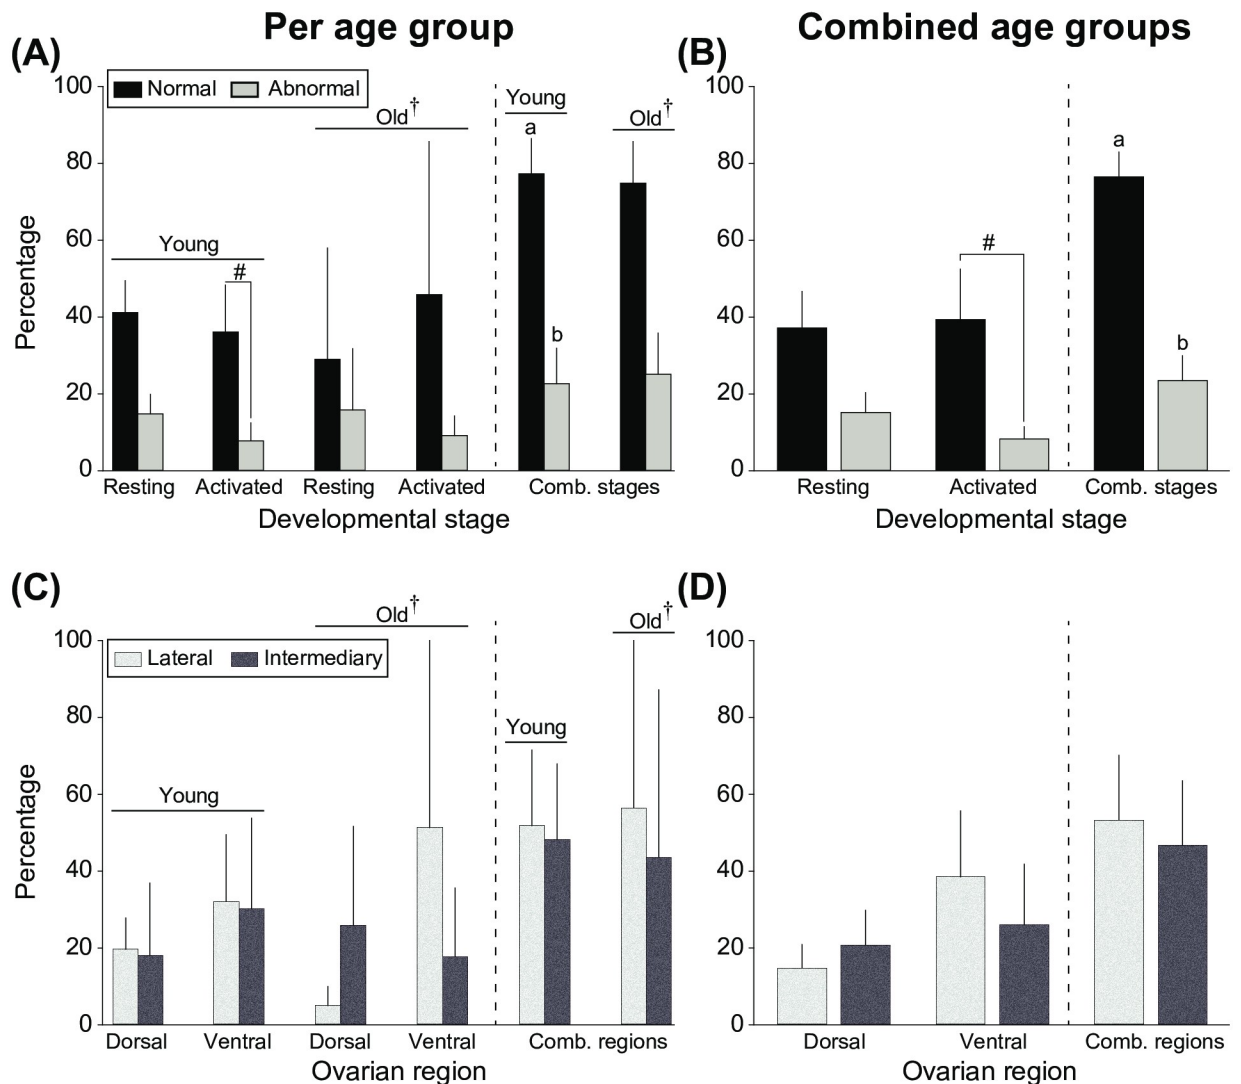 Per age group
Combined age groups
(A)
Normal Abnormal
Young
Old†
Young
Old†
#
a
b
100
80
60
40
20
0
Percentage
Resting Activated Resting Activated Comb. stages
Developmental stage
(B)
#
a
b
100
80
60
40
20
0
Resting Activated Comb. stages
Developmental stage
(C)
Lateral Intermediary
Young
Old†
Young
Old†
100
80
60
40
20
0
Percentage
Dorsal Ventral Dorsal Ventral Comb. regions
Ovarian region
(D)
100
80
60
40
20
0
Dorsal Ventral Comb. regions
Ovarian region